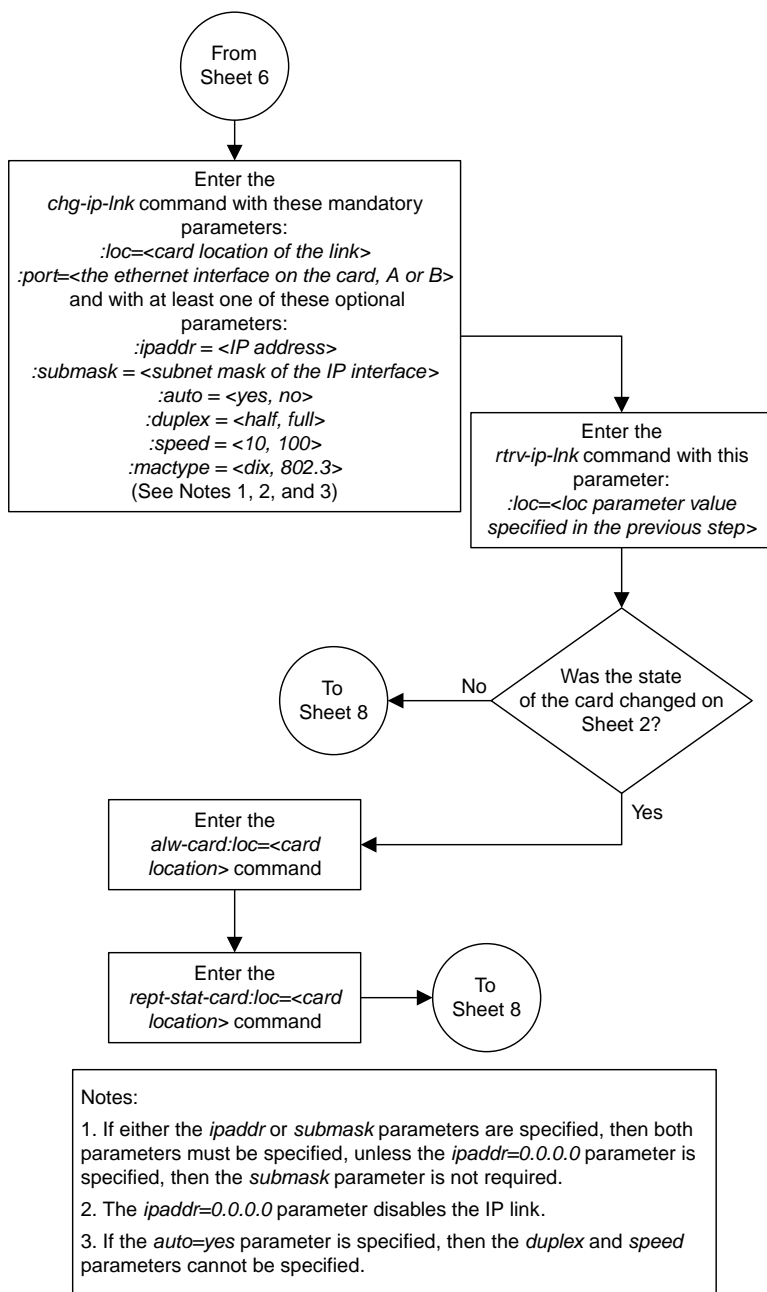 From
Sheet 6
Enter the
chg-ip-lnk command with these mandatory
parameters:
:loc=<card location of the link>
:port=<the ethernet interface on the card, A or B>
and with at least one of these optional
parameters:
:ipaddr = <IP address>
:submask = <subnet mask of the IP interface>
:auto = <yes, no>
:duplex = <half, full>
:speed = <10, 100>
:mactype = <dix, 802.3>
(See Notes 1, 2, and 3)
Enter the
rtrv-ip-lnk command with this
parameter:
:loc=<loc parameter value
specified in the previous step>
Was the state
of the card changed on
Sheet 2?
No
To
Sheet 8
Yes
Enter the
alw-card:loc=<card
location> command
Enter the
rept-stat-card:loc=<card
location> command
To
Sheet 8
Notes:
1. If either the ipaddr or submask parameters are specified, then both
parameters must be specified, unless the ipaddr=0.0.0.0 parameter is
specified, then the submask parameter is not required.
2. The ipaddr=0.0.0.0 parameter disables the IP link.
3. If the auto=yes parameter is specified, then the duplex and speed
parameters cannot be specified.